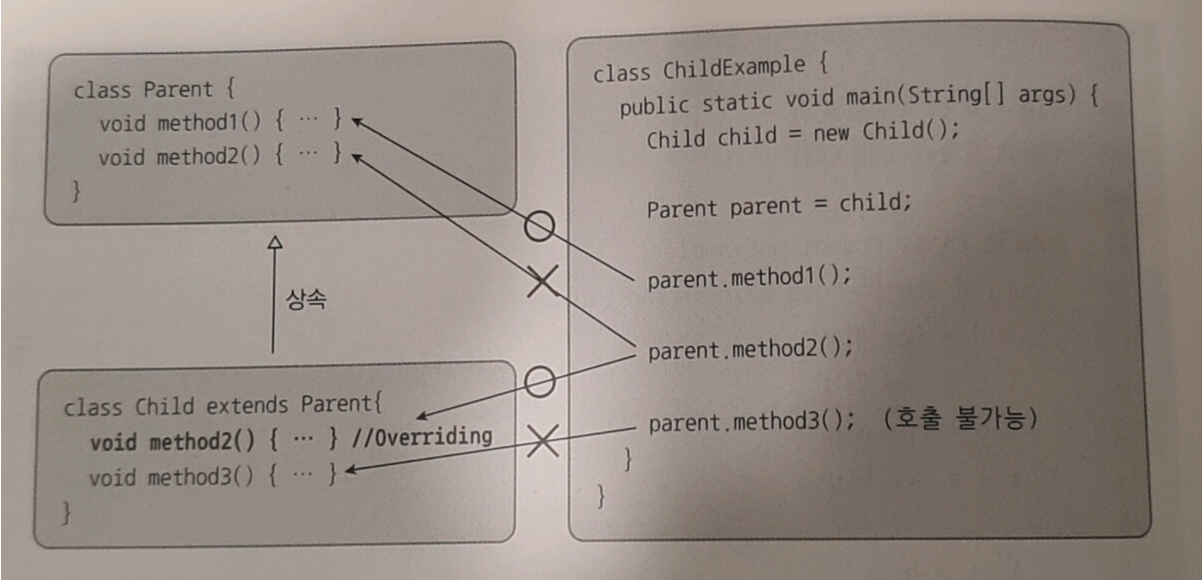 class Parent {
void method1() { ··· }
void method2() { ··· }
}
상속
class Child extends Parent{
void method2() { ··· } //Overriding
void method3() { ··· }
}
class ChildExample {
public static void main(String[] args) {
Child child = new Child();
Parent parent = child;
parent.method1();
parent.method2();
parent.method3(); (호출 불가능)
}
}